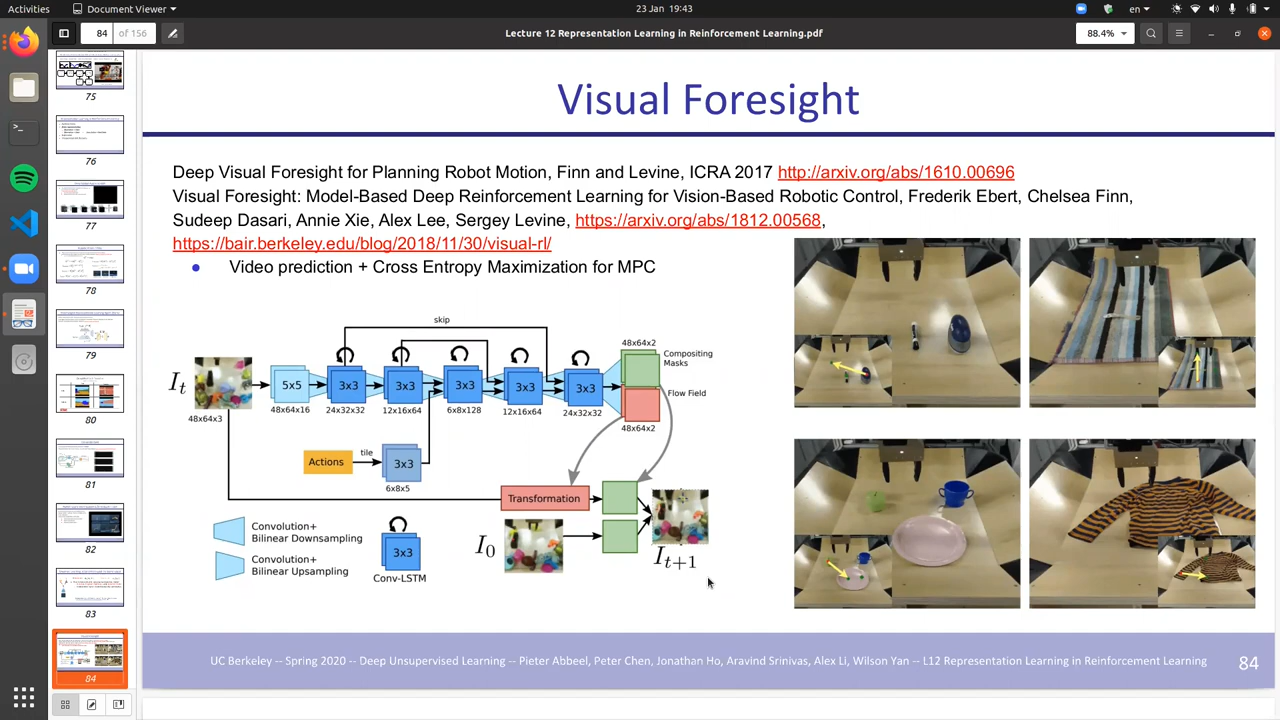 Activities
Document Viewer
23 Jan 19:43
en
84 of 156
Lecture 12 Representation Learning in Reinforcement Learning.pdf
88.4%
75
76
77
78
79
80
81
82
83
84
Visual Foresight
Deep Visual Foresight for Planning Robot Motion, Finn and Levine, ICRA 2017 http://arxiv.org/abs/1610.00696
Visual Foresight: Model-Based Deep Reinforcement Learning for Vision-Based Robotic Control, Frederik Ebert, Chelsea Finn,
Sudeep Dasari, Annie Xie, Alex Lee, Sergey Levine, https://arxiv.org/abs/1812.00568,
https://bair.berkeley.edu/blog/2018/11/30/visual-rl/
● Video prediction + Cross Entropy Maximization for MPC
skip
48x64x2
Compositing
Masks
I_t
5x5
3x3
3x3
3x3
3x3
3x3
Flow Field
48x64x3
48x64x16
24x32x32
12x16x64
6x8x128
12x16x64
24x32x32
48x64x2
Actions
tile
3x3
6x8x5
Transformation
Convolution+
Bilinear Downsampling
Convolution+
Bilinear Upsampling
3x3
Conv-LSTM
I_0
I_{t+1}
UC Berkeley -- Spring 2020 -- Deep Unsupervised Learning -- Pieter Abbeel, Peter Chen, Jonathan Ho, Aravind Srinivas, Alex Li, Wilson Yan -- L12 Representation Learning in Reinforcement Learning
84